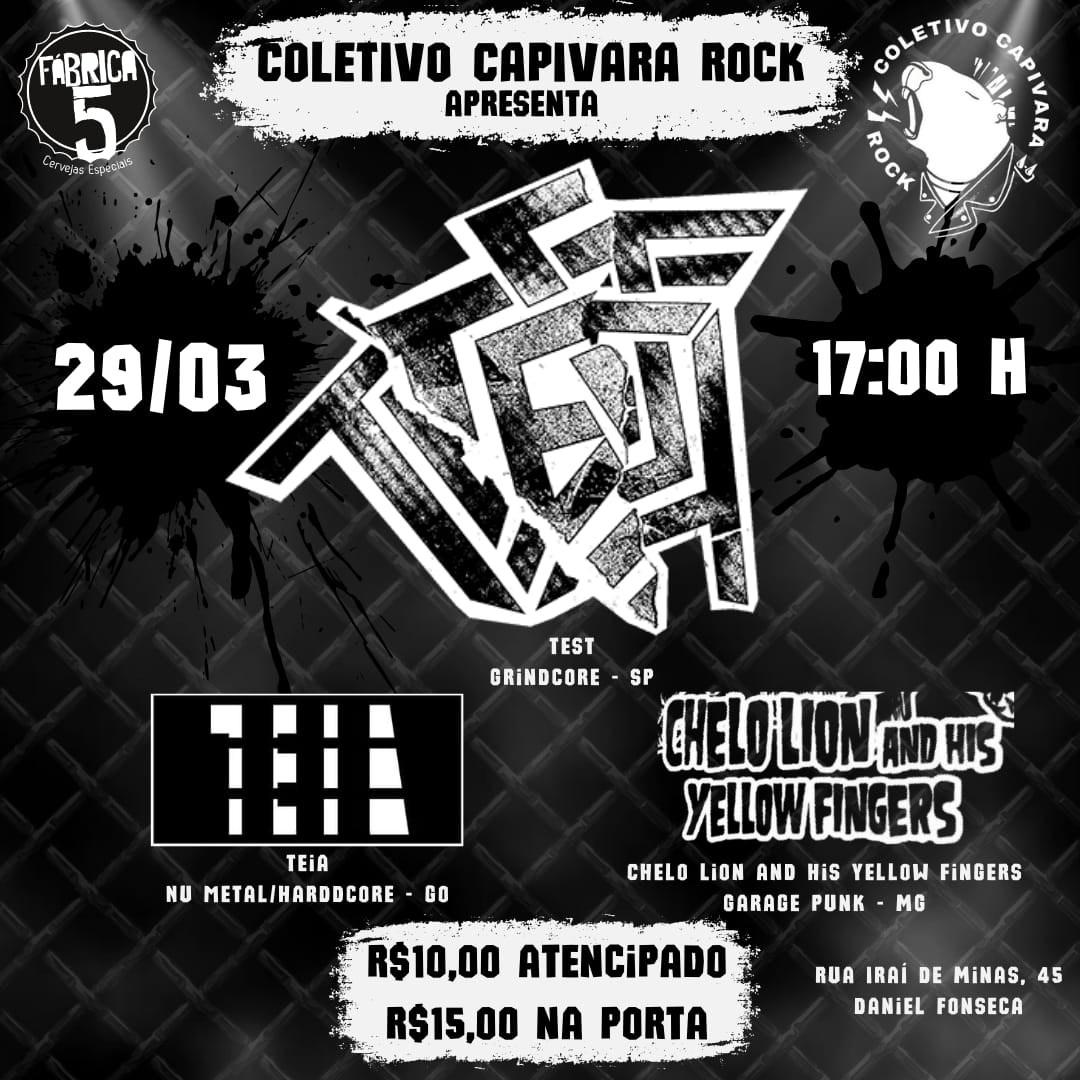 FÁBRICA
5
Cervejas Especiais
COLETIVO CAPIVARA ROCK
APRESENTA
COLETIVO CAPIVARA
ROCK
29/03
TEST
17:00 H
TEST
GRiNDCORE - SP
TEIA
TEiA
NU METAL/HARDDCORE - GO
CHELO LION AND HIS
YELLOW FINGERS
CHELO LiON AND HiS YELLOW FiNGERS
GARAGE PUNK - MG
R$10,00 ATENCiPADO
R$15,00 NA PORTA
RUA IRAÍ DE MiNAS, 45
DANiEL FONSECA